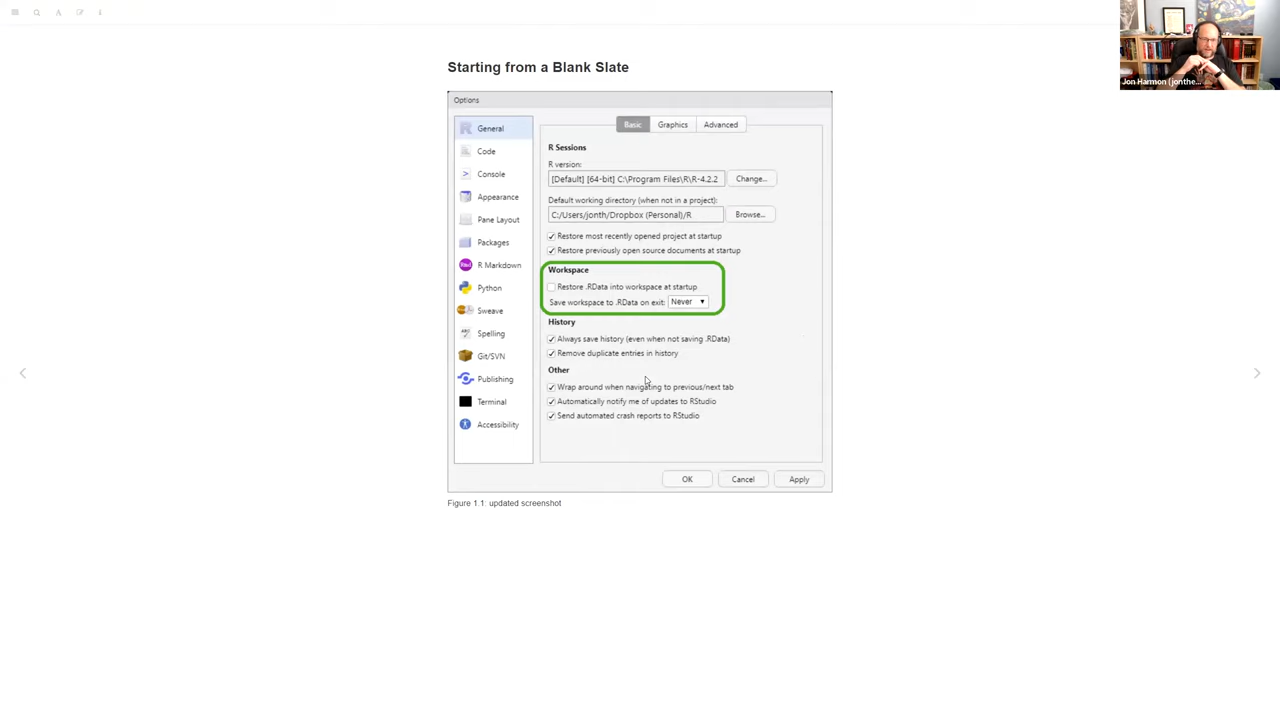 Jon Harmon (jonthe...
Starting from a Blank Slate
Options
General
Code
Console
Appearance
Pane Layout
Packages
R Markdown
Python
Sweave
Spelling
Git/SVN
Publishing
Terminal
Accessibility
Basic Graphics Advanced
R Sessions
R version:
[Default] [64-bit] C:\Program Files\R\R-4.2.2 Change...
Default working directory (when not in a project):
C:/Users/jonth/Dropbox (Personal)/R Browse...
Restore most recently opened project at startup
Restore previously open source documents at startup
Workspace
Restore .RData into workspace at startup
Save workspace to .RData on exit: Never
History
Always save history (even when not saving .RData)
Remove duplicate entries in history
Other
Wrap around when navigating to previous/next tab
Automatically notify me of updates to RStudio
Send automated crash reports to RStudio
OK Cancel Apply
Figure 1.1: updated screenshot